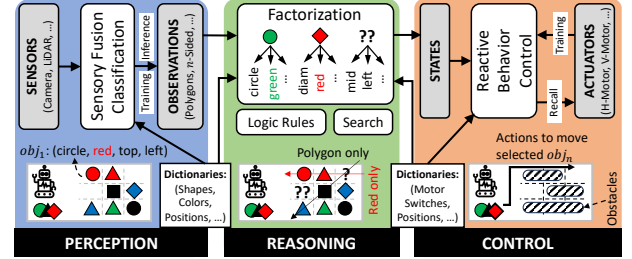 SENSORS
(Camera, LiDAR, ...)
Sensory Fusion
Classification
Training
Inference
OBSERVATIONS
(Polygons, n-Sided, ...)
obj₁: (circle, red, top, left)
Dictionaries:
(Shapes,
Colors,
Positions, ...)
PERCEPTION
Factorization
??
circle
green
...
diam
red
...
mid
left
...
Logic Rules
Search
Polygon only
?
??
Red only
REASONING
Dictionaries:
(Motor
Switches,
Positions, ...)
STATES
Reactive
Behavior
Control
Training
Recall
ACTUATORS
(H-Motor, V-Motor, ...)
Actions to move
selected objₙ
Obstacles
CONTROL